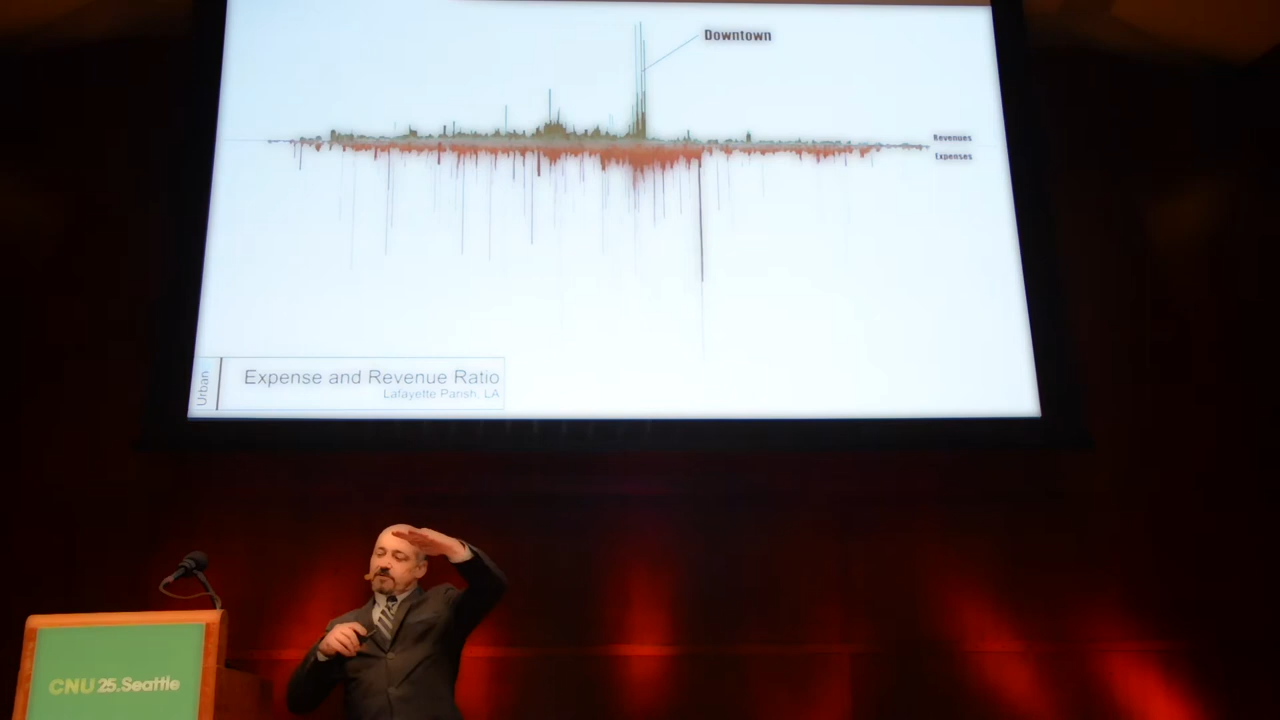 Downtown
Revenues
Expenses
Urban
Expense and Revenue Ratio
Lafayette Parish, LA
CNU 25.Seattle